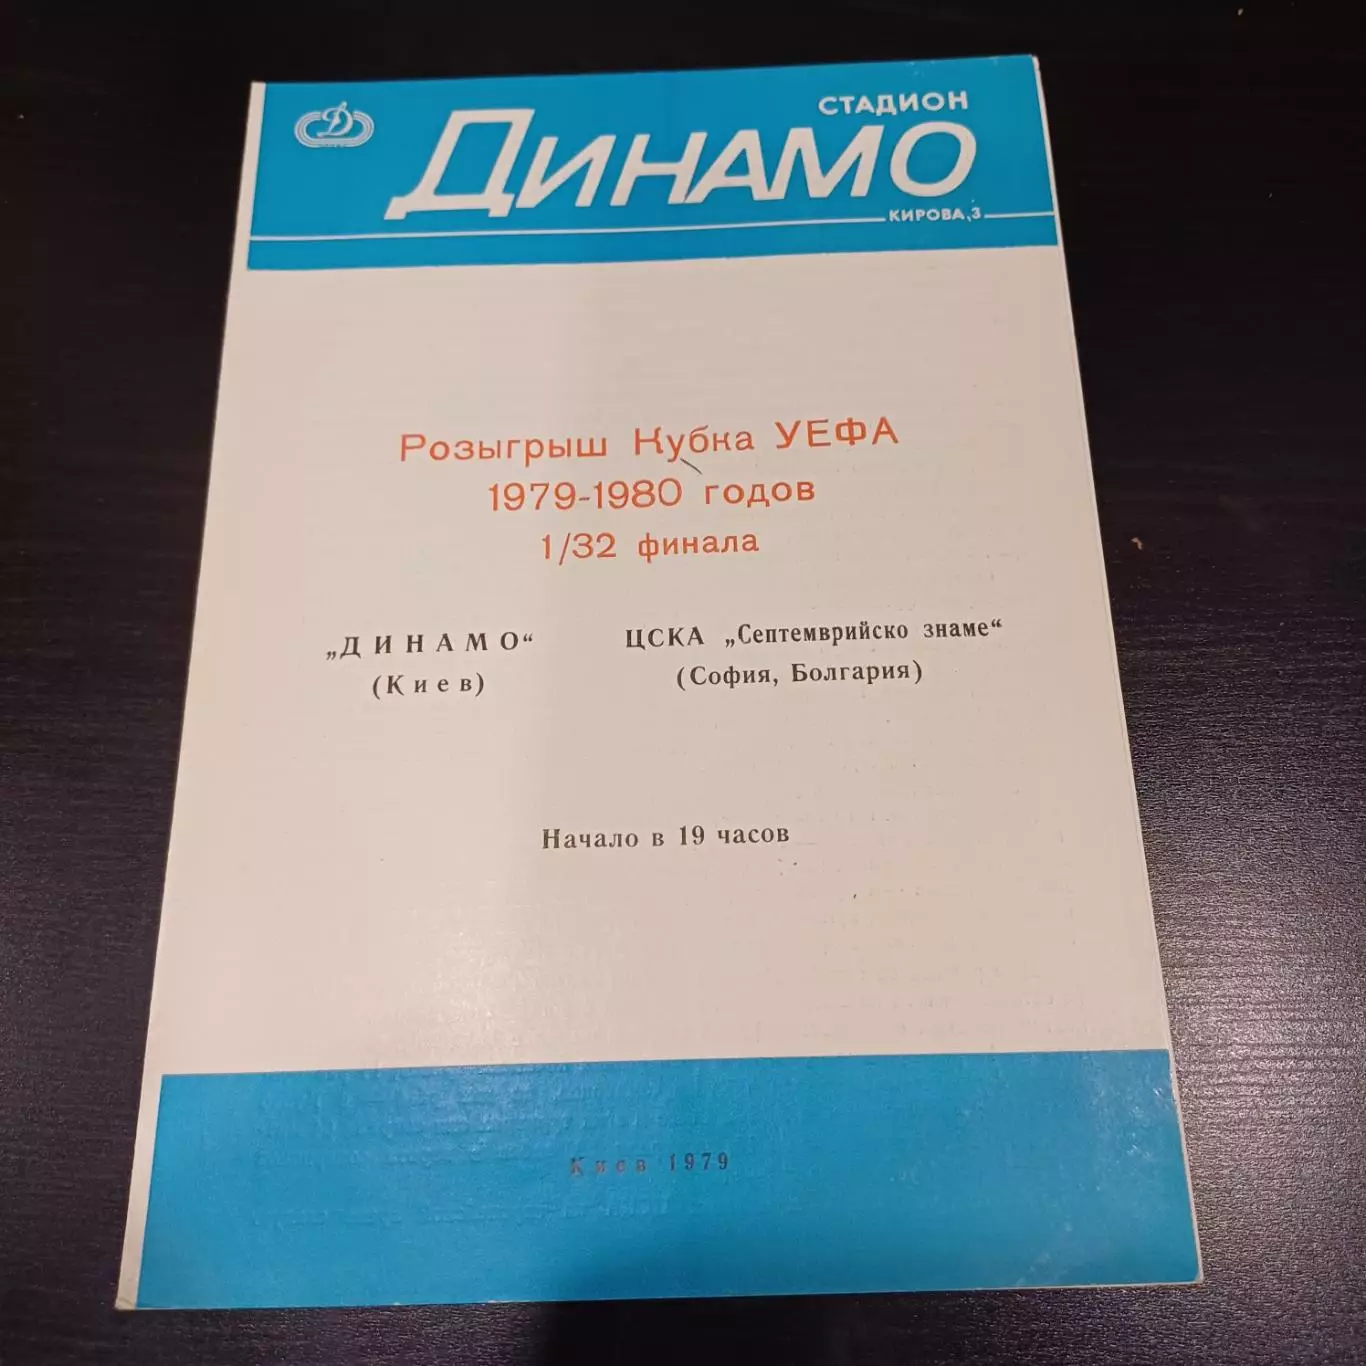 СТАДИОН
ДИНАМО
КИРОВА, 3
Розыгрыш Кубка УЕФА
1979-1980 годов
1/32 финала
„ДИНАМО“
(Киев)
ЦСКА „Септемврийско знаме“
(София, Болгария)
Начало в 19 часов
Киев 1979